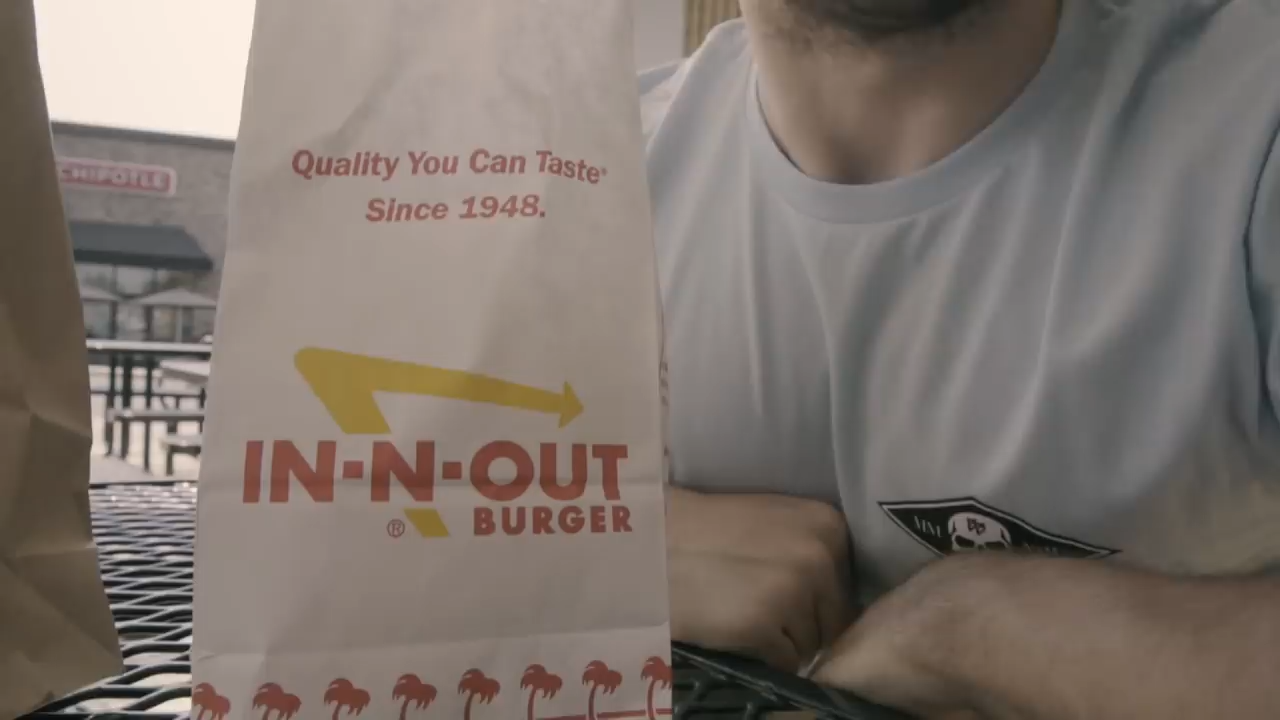 CHIPOTLE
Quality You Can Taste®
Since 1948.
IN-N-OUT
® BURGER